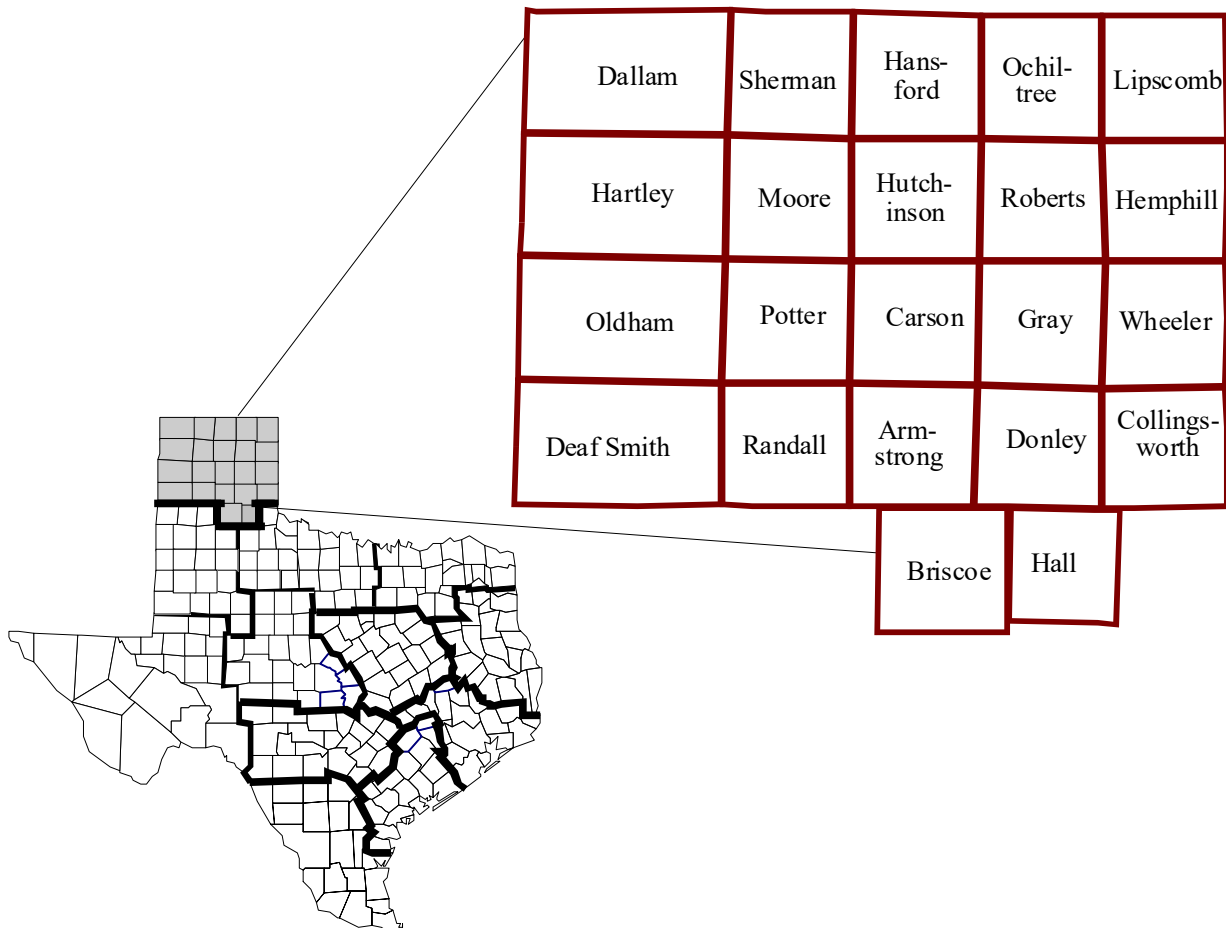 Dallam
Sherman
Hans-
ford
Ochil-
tree
Lipscomb
Hartley
Moore
Hutch-
inson
Roberts
Hemphill
Oldham
Potter
Carson
Gray
Wheeler
Deaf Smith
Randall
Arm-
strong
Donley
Collings-
worth
Briscoe
Hall